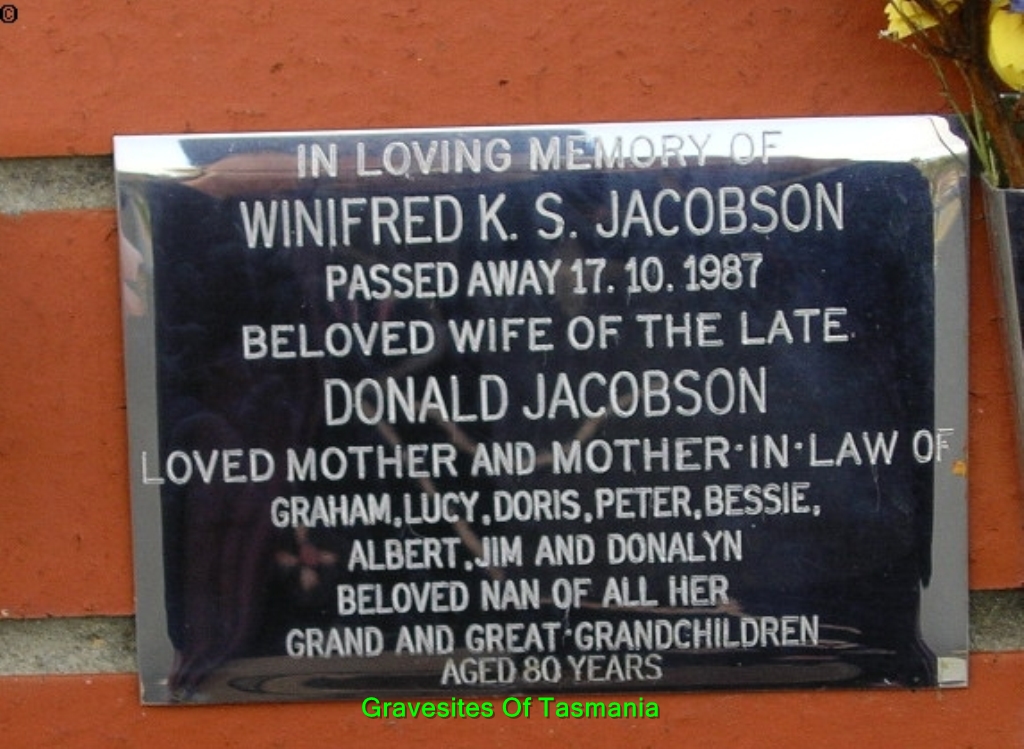 ©
IN LOVING MEMORY OF
WINIFRED K. S. JACOBSON
PASSED AWAY 17. 10. 1987
BELOVED WIFE OF THE LATE
DONALD JACOBSON
LOVED MOTHER AND MOTHER-IN-LAW OF
GRAHAM, LUCY, DORIS, PETER, BESSIE,
ALBERT, JIM AND DONALYN
BELOVED NAN OF ALL HER
GRAND AND GREAT-GRANDCHILDREN
AGED 80 YEARS
Gravesites Of Tasmania